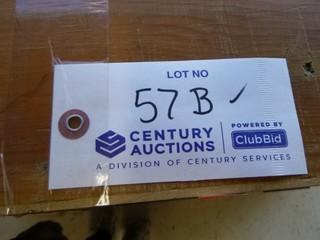 LOT NO
57B ✓
CENTURY AUCTIONS
POWERED BY
ClubBid
A DIVISION OF CENTURY SERVICES